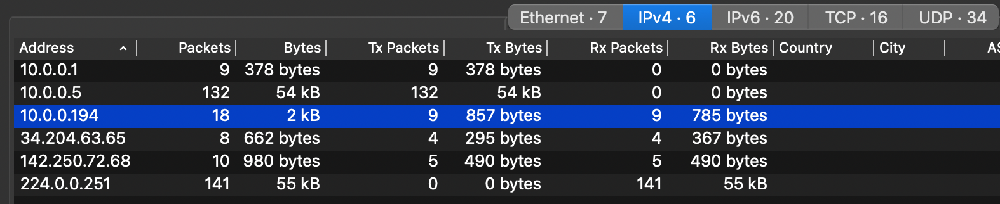 Ethernet · 7 IPv4 · 6 IPv6 · 20 TCP · 16 UDP · 34
Address Packets Bytes Tx Packets Tx Bytes Rx Packets Rx Bytes Country City AS
10.0.0.1 9 378 bytes 9 378 bytes 0 0 bytes
10.0.0.5 132 54 kB 132 54 kB 0 0 bytes
10.0.0.194 18 2 kB 9 857 bytes 9 785 bytes
34.204.63.65 8 662 bytes 4 295 bytes 4 367 bytes
142.250.72.68 10 980 bytes 5 490 bytes 5 490 bytes
224.0.0.251 141 55 kB 0 0 bytes 141 55 kB